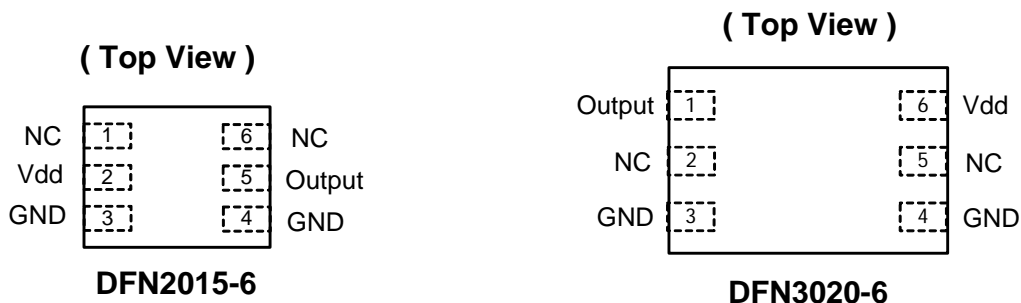 ( Top View )
NC 1 6 NC
Vdd 2 5 Output
GND 3 4 GND
DFN2015-6
( Top View )
Output 1 6 Vdd
NC 2 5 NC
GND 3 4 GND
DFN3020-6